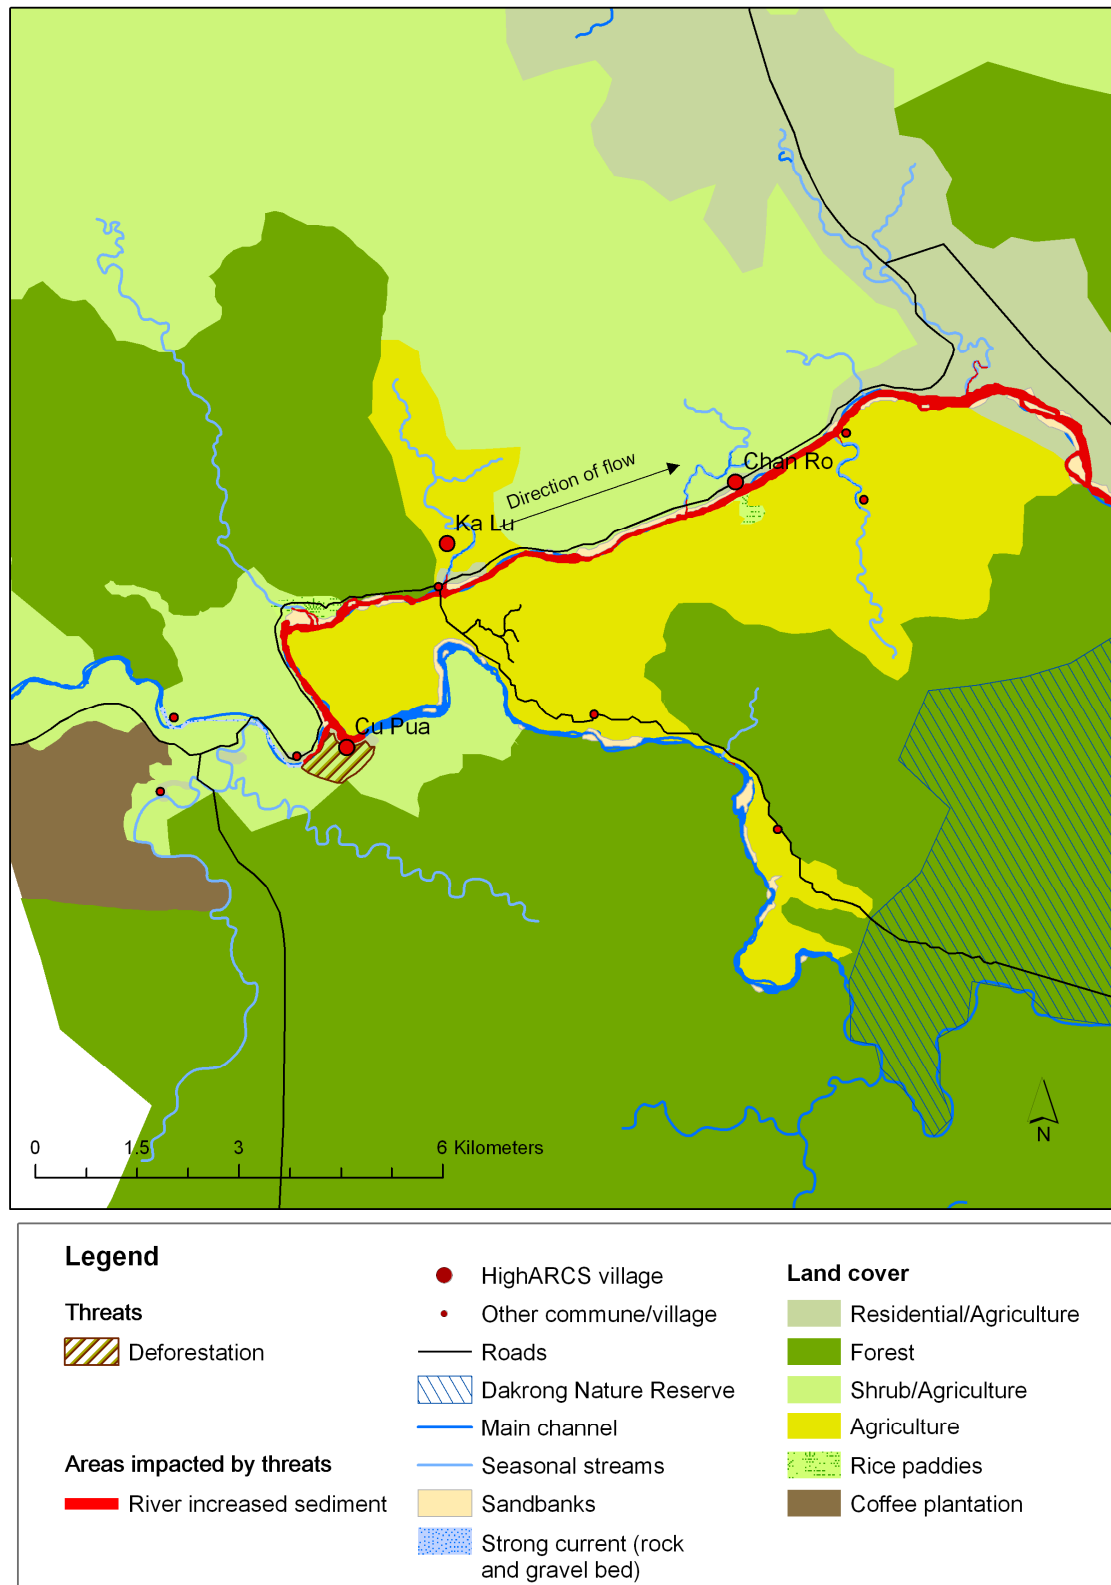 Chan Ro
Direction of flow
Ka Lu
Cu Pua
N
0 1.5 3 6 Kilometers
Legend
Threats
Deforestation
Areas impacted by threats
River increased sediment
HighARCS village
Other commune/village
Roads
Dakrong Nature Reserve
Main channel
Seasonal streams
Sandbanks
Strong current (rock
and gravel bed)
Land cover
Residential/Agriculture
Forest
Shrub/Agriculture
Agriculture
Rice paddies
Coffee plantation